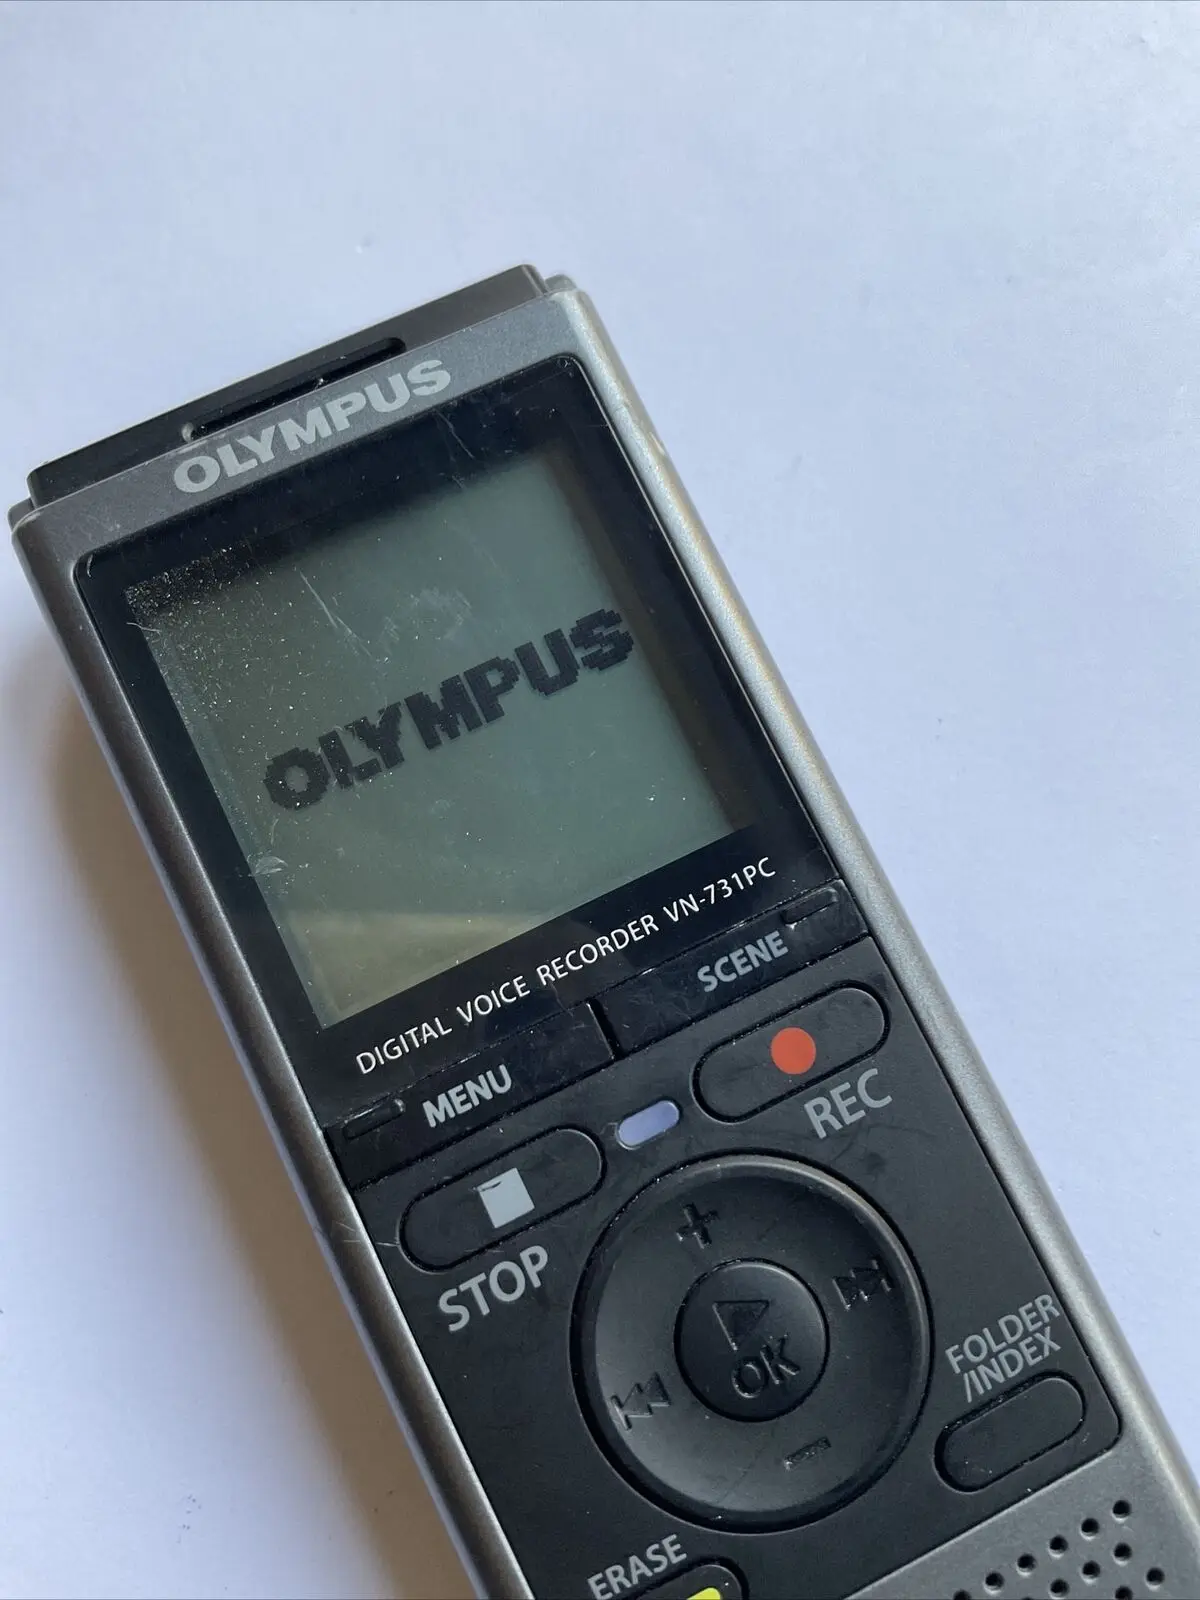 OLYMPUS
OLYMPUS
DIGITAL VOICE RECORDER VN-731PC
MENU
SCENE
STOP
REC
OK
FOLDER
/INDEX
ERASE